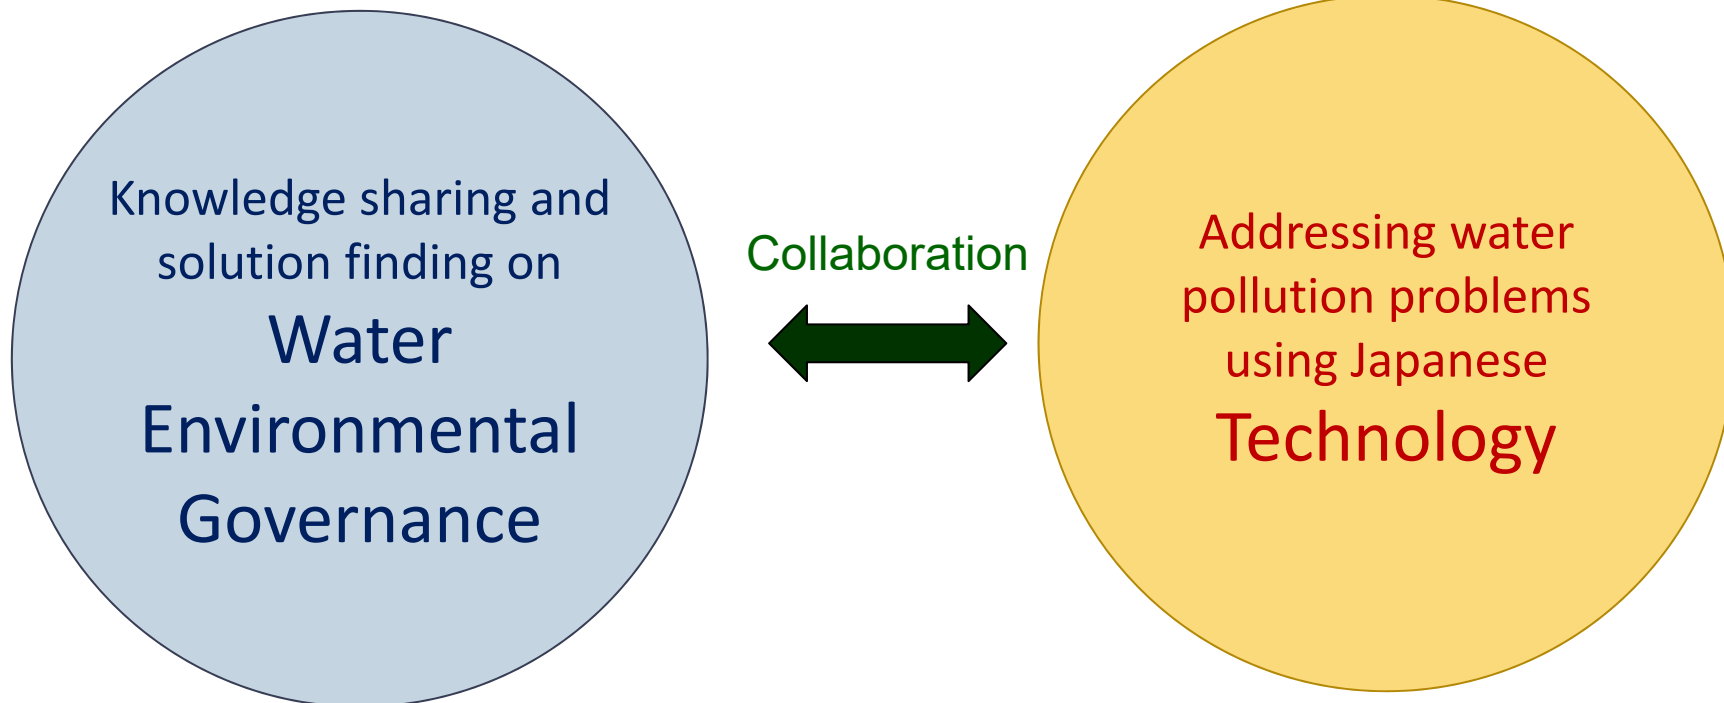 Knowledge sharing and
solution finding on
Water
Environmental
Governance
Collaboration
Addressing water
pollution problems
using Japanese
Technology